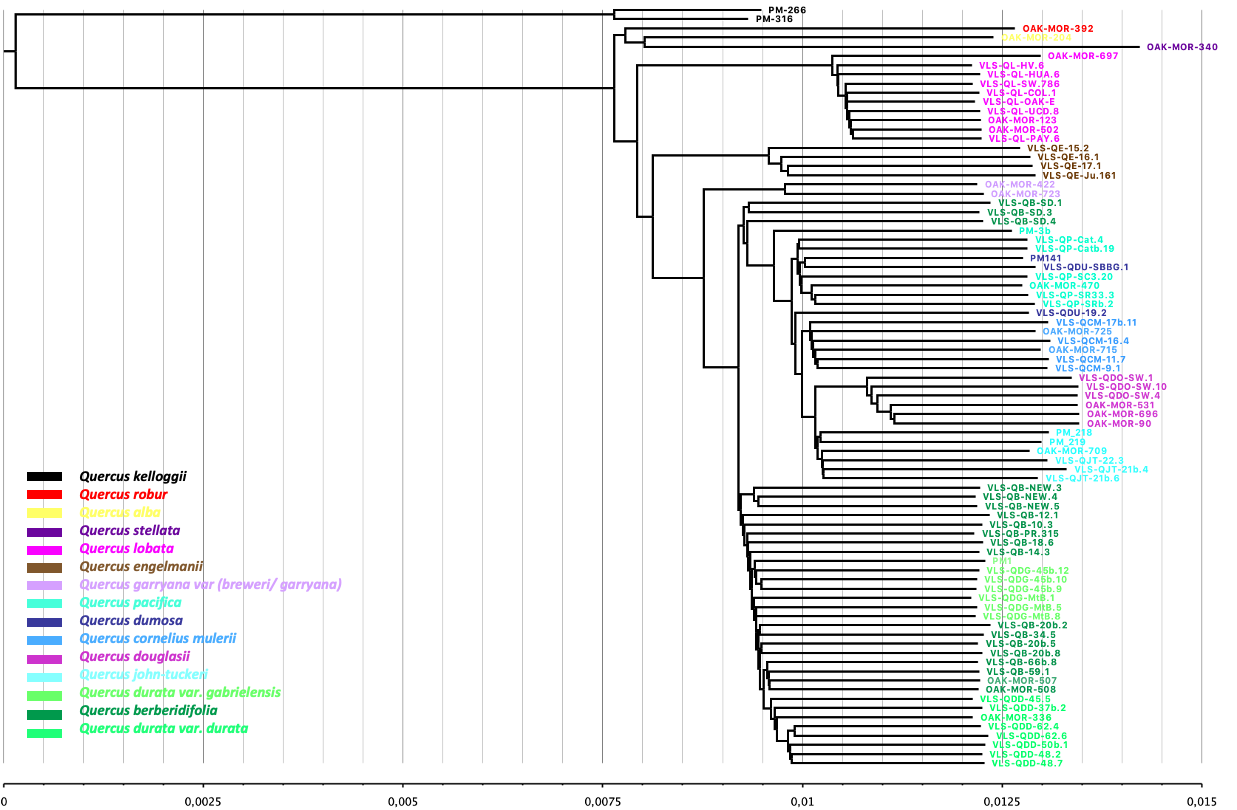 PM-266
PM-316
OAK-MOR-392
OAK-MOR-284
OAK-MOR-340
OAK-MOR-697
VLS-QL-HV.6
VLS-QL-HUA.6
VLS-QL-SW.786
VLS-QL-COL.1
VLS-QL-OAK-E
VLS-QL-UCD.8
OAK-MOR-123
OAK-MOR-502
VLS-QL-PAY.6
VLS-QE-15.2
VLS-QE-16.1
VLS-QE-17.1
VLS-QE-Ju.161
OAK-MOR-422
OAK-MOR-723
VLS-QB-SD.1
VLS-QB-SD.3
VLS-QB-SD.4
PM-3b
VLS-QP-Cat.4
VLS-QP-Catb.19
PM141
VLS-QDU-SBBG.1
VLS-QP-SC3.20
OAK-MOR-470
VLS-QP-SR33.3
VLS-QP-SRb.2
VLS-QDU-19.2
VLS-QCM-17b.11
OAK-MOR-725
VLS-QCM-16.4
OAK-MOR-715
VLS-QCM-11.7
VLS-QCM-9.1
VLS-QDO-SW.1
VLS-QDO-SW.10
VLS-QDO-SW.4
OAK-MOR-531
OAK-MOR-696
OAK-MOR-90
PM_218
PM_219
OAK-MOR-709
VLS-QJT-22.3
VLS-QJT-21b.4
VLS-QJT-21b.6
VLS-QB-NEW.3
VLS-QB-NEW.4
VLS-QB-NEW.5
VLS-QB-12.1
VLS-QB-10.3
VLS-QB-PR.315
VLS-QB-18.6
VLS-QB-14.3
PM1
VLS-QDG-45b.12
VLS-QDG-45b.10
VLS-QDG-45b.9
VLS-QDG-MtB.1
VLS-QDG-MtB.5
VLS-QDG-MtB.8
VLS-QB-20b.2
VLS-QB-34.5
VLS-QB-20b.5
VLS-QB-20b.8
VLS-QB-66b.8
VLS-QB-59.1
OAK-MOR-507
OAK-MOR-508
VLS-QDD-45.5
VLS-QDD-37b.2
OAK-MOR-336
VLS-QDD-62.4
VLS-QDD-62.6
VLS-QDD-50b.1
VLS-QDD-48.2
VLS-QDD-48.7
Quercus kelloggii
Quercus robur
Quercus alba
Quercus stellata
Quercus lobata
Quercus engelmanii
Quercus garryana var (breweri/ garryana)
Quercus pacifica
Quercus dumosa
Quercus cornelius mulerii
Quercus douglasii
Quercus john-tuckeri
Quercus durata var. gabrielensis
Quercus berberidifolia
Quercus durata var. durata
0 0,0025 0,005 0,0075 0,01 0,0125 0,015